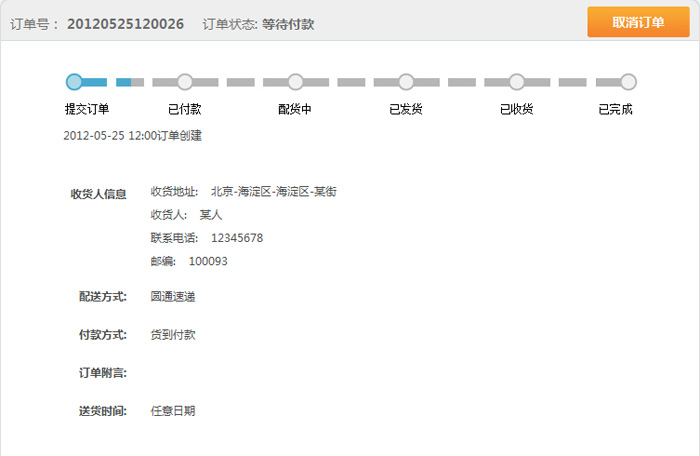 订单号： 20120525120026 订单状态: 等待付款 取消订单
提交订单 已付款 配货中 已发货 已收货 已完成
2012-05-25 12:00订单创建
收货人信息 收货地址: 北京-海淀区-海淀区-某街
收货人: 某人
联系电话: 12345678
邮编: 100093
配送方式: 圆通速递
付款方式: 货到付款
订单附言:
送货时间: 任意日期